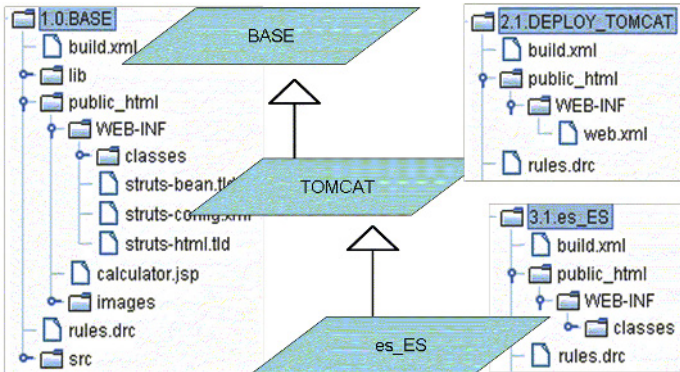 1.0.BASE
build.xml
lib
public_html
WEB-INF
classes
struts-bean.tld
struts-config.xml
struts-html.tld
calculator.jsp
images
rules.drc
src
BASE
TOMCAT
es_ES
2.1.DEPLOY_TOMCAT
build.xml
public_html
WEB-INF
web.xml
rules.drc
3.1.es_ES
build.xml
public_html
WEB-INF
classes
rules.drc